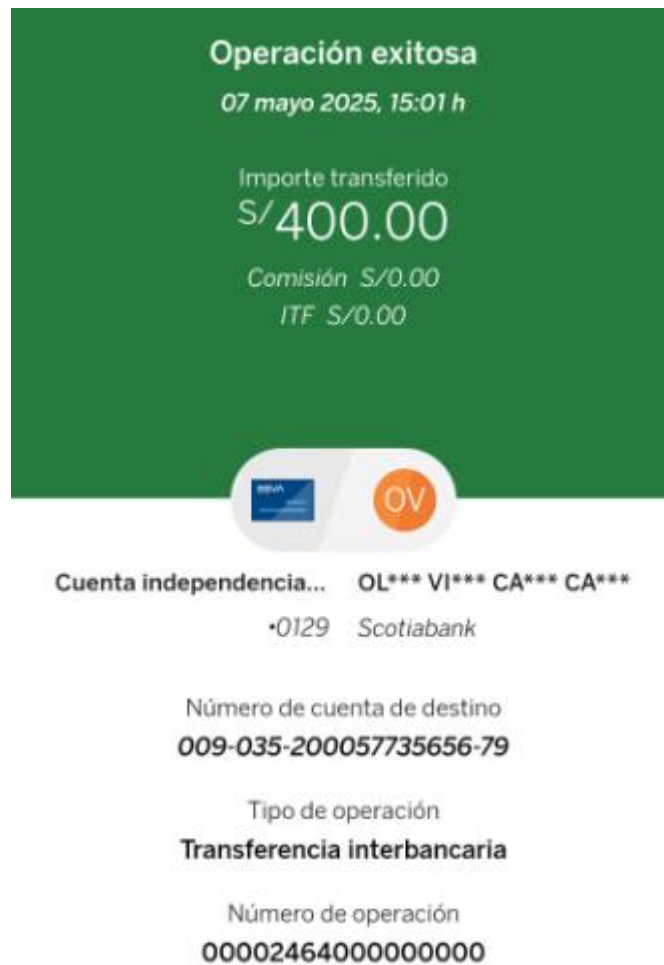 Operación exitosa
07 mayo 2025, 15:01 h
Importe transferido
S/400.00
Comisión S/0.00
ITF S/0.00
BBVA
OV
Cuenta independencia... OL*** VI*** CA*** CA***
•0129 Scotiabank
Número de cuenta de destino
009-035-200057735656-79
Tipo de operación
Transferencia interbancaria
Número de operación
00002464000000000